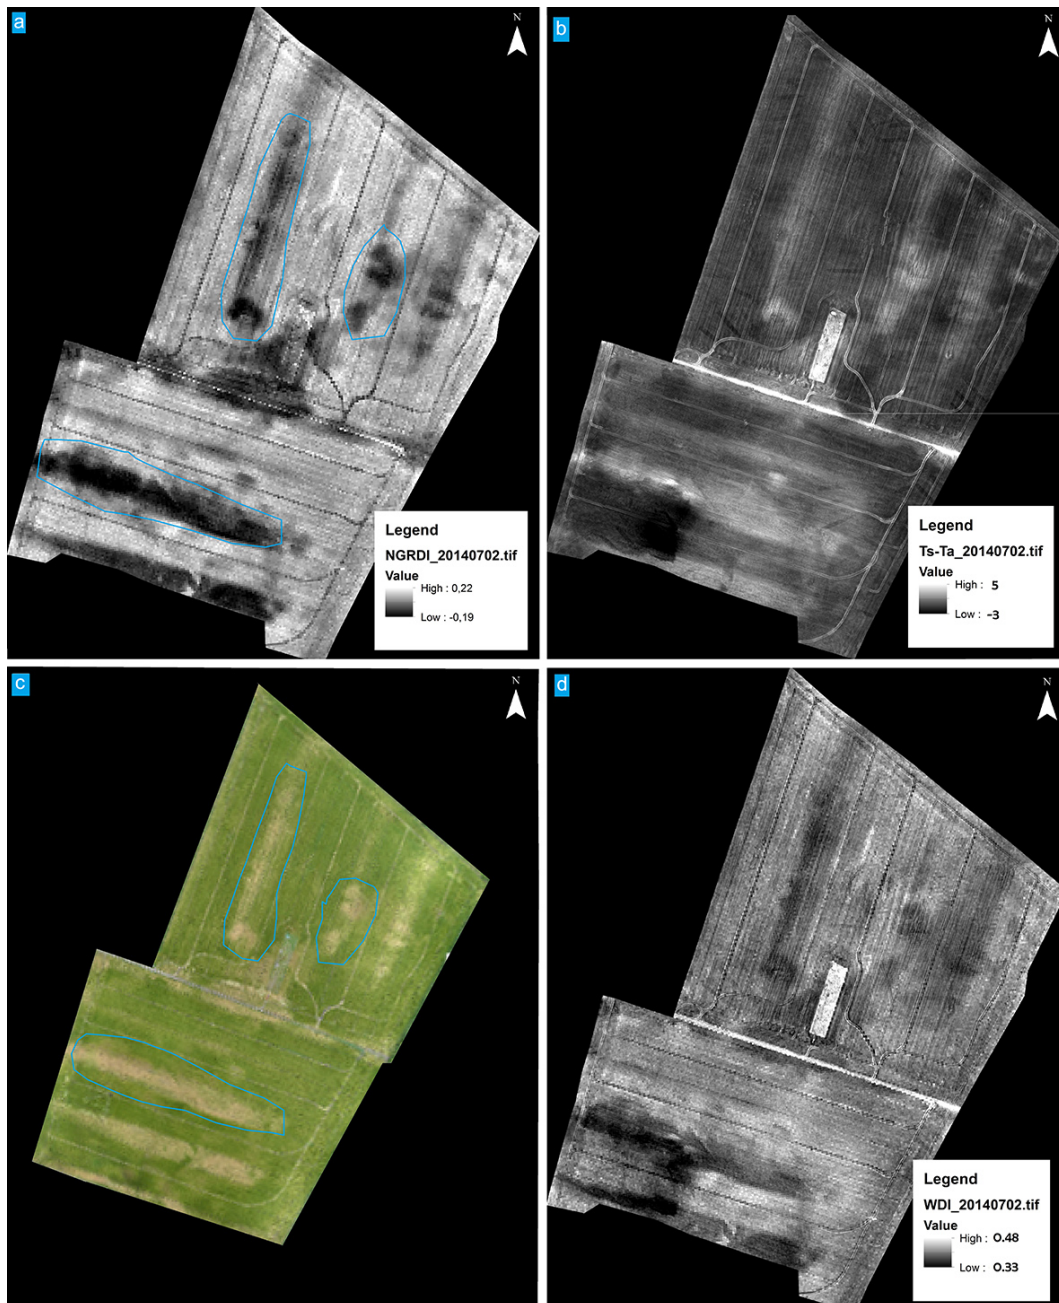 a
N
Legend
NGRDI_20140702.tif
Value
High : 0,22
Low : -0,19
b
N
Legend
Ts-Ta_20140702.tif
Value
High : 5
Low : -3
c
N
d
N
Legend
WDI_20140702.tif
Value
High : 0.48
Low : 0.33